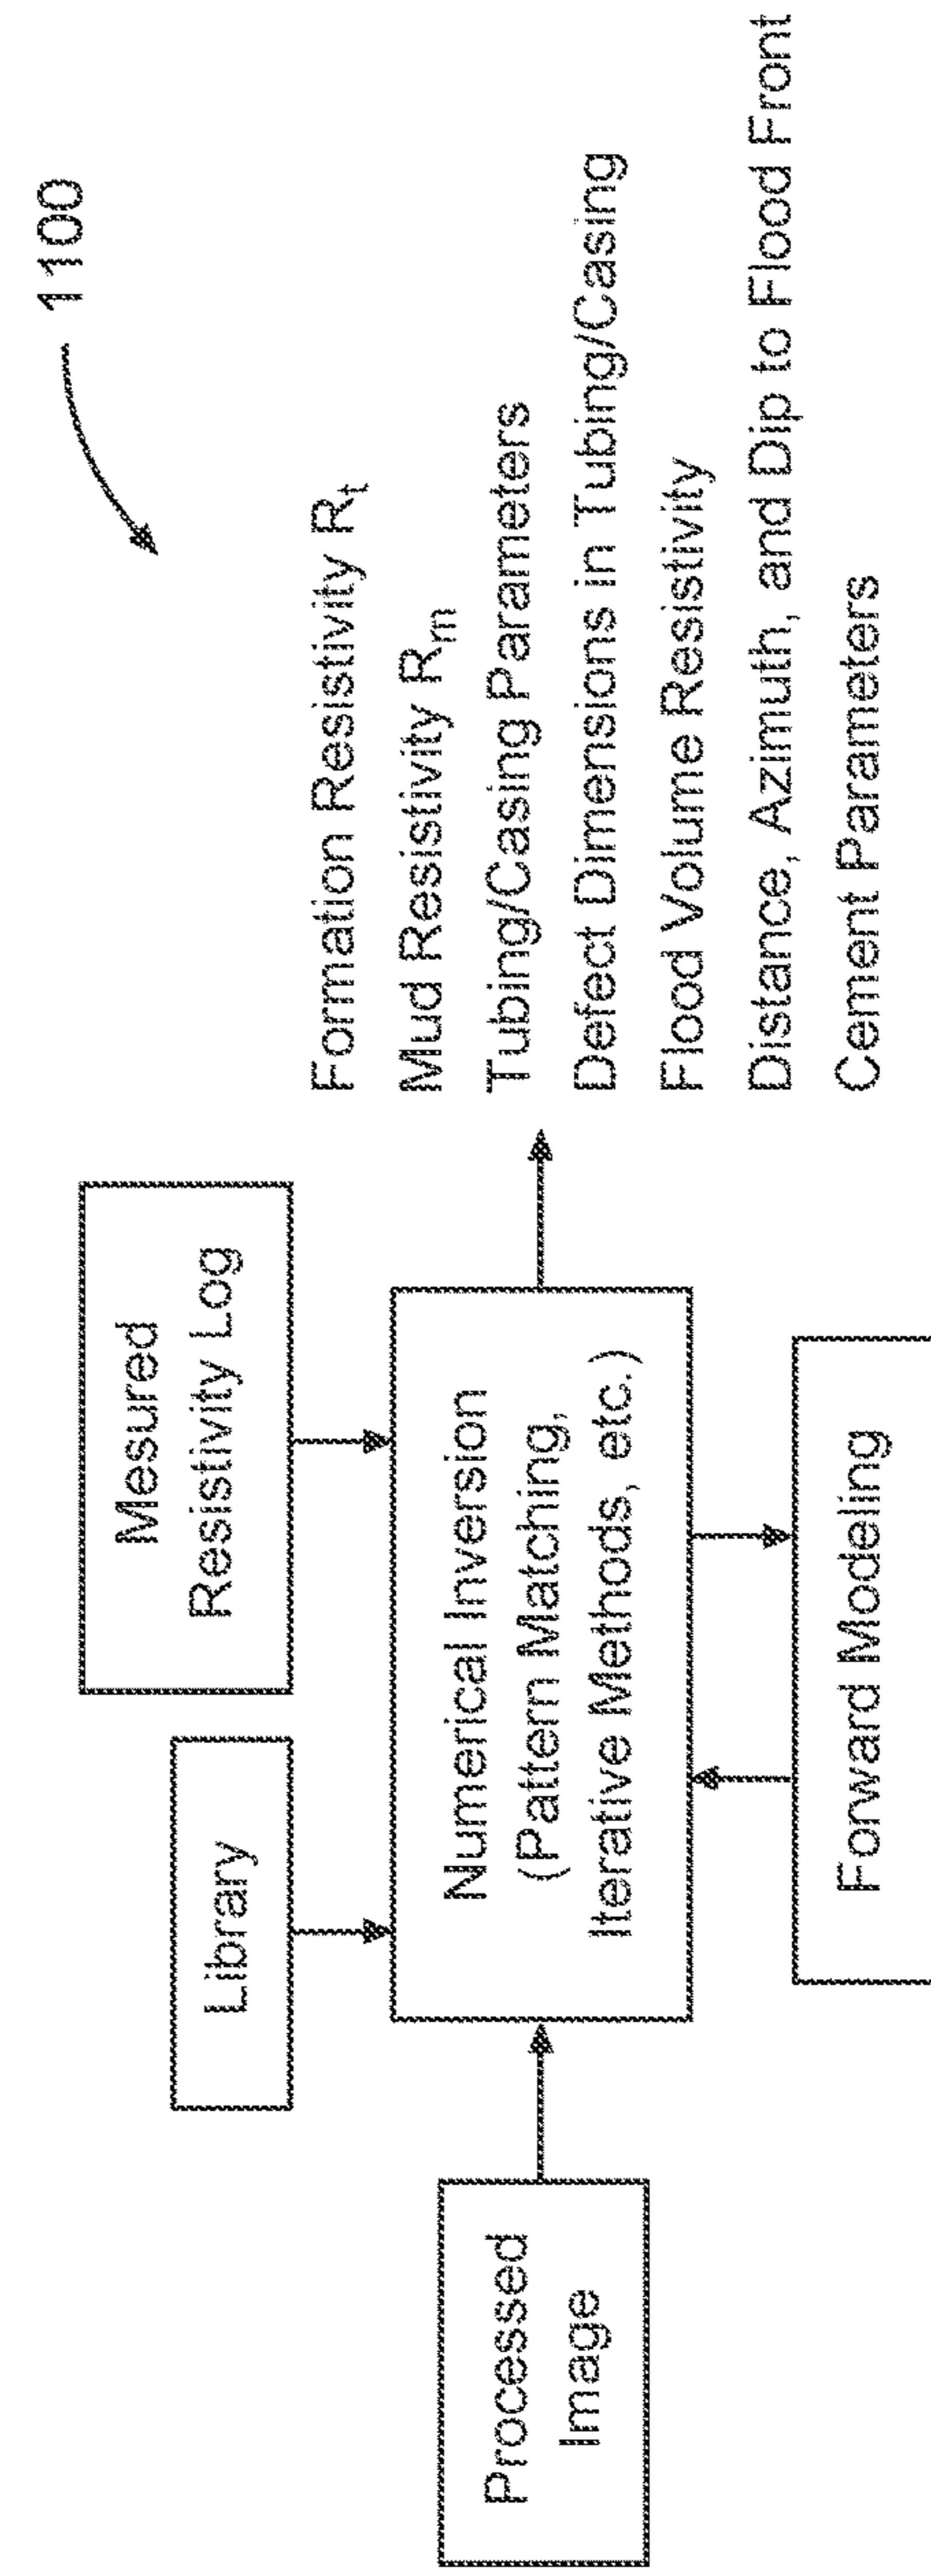 1100
Mesured
Resistivity Log
Library
Processed
Image
Numerical Inversion
(Pattern Matching,
Iterative Methods, etc.)
Forward Modeling
Formation Resistivity Rt
Mud Resistivity Rm
Tubing/Casing Parameters
Defect Dimensions in Tubing/Casing
Flood Volume Resistivity
Distance, Azimuth, and Dip to Flood Front
Cement Parameters